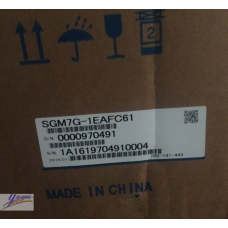 SGM7G-1EAFC61
O/N. 0000970491
S/N. 1A1619704910004
MADE IN CHINA